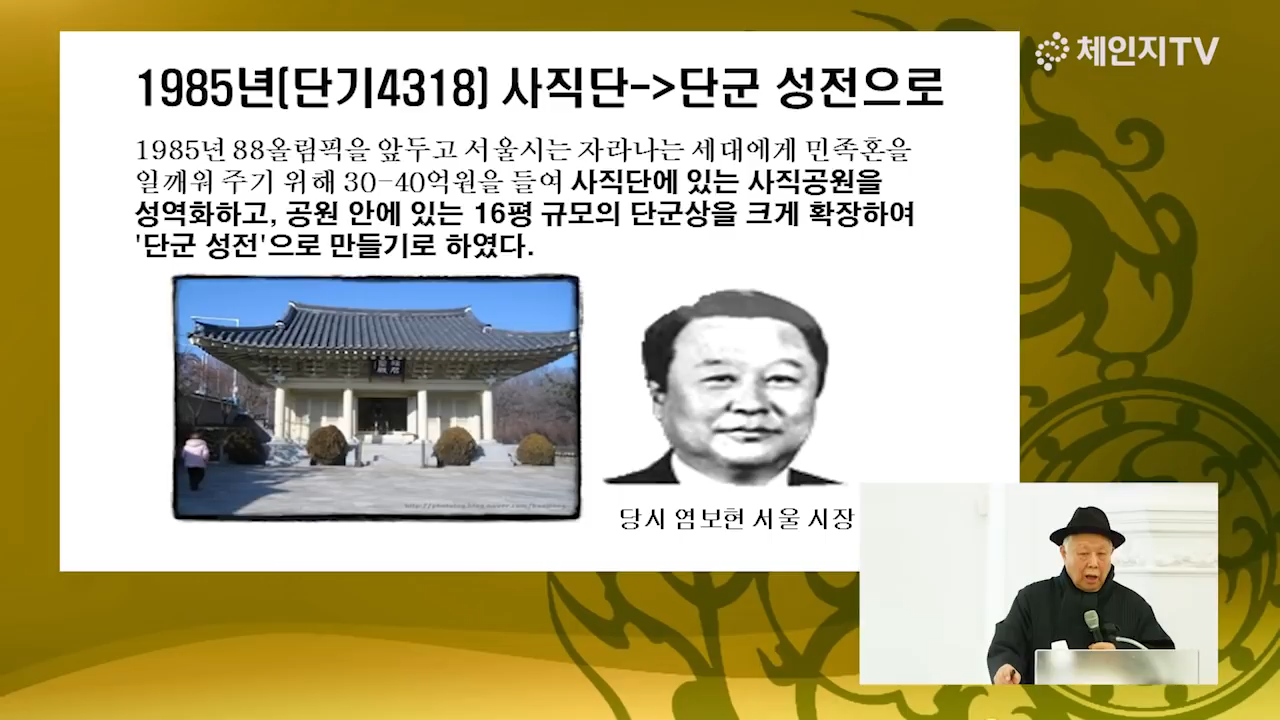 체인지TV
1985년(단기4318) 사직단->단군 성전으로
1985년 88올림픽을 앞두고 서울시는 자라나는 세대에게 민족혼을
일깨워 주기 위해 30-40억원을 들여 사직단에 있는 사직공원을
성역화하고, 공원 안에 있는 16평 규모의 단군상을 크게 확장하여
'단군 성전'으로 만들기로 하였다.
당시 염보현 서울 시장